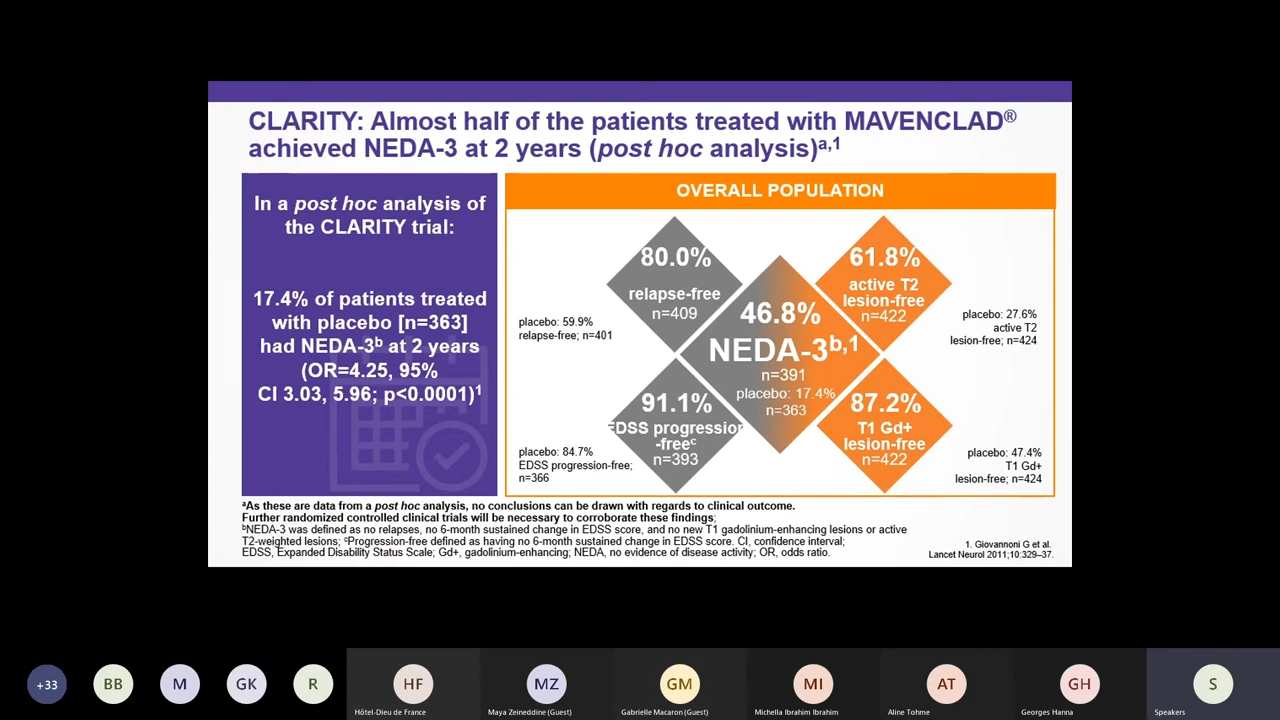 CLARITY: Almost half of the patients treated with MAVENCLAD®
achieved NEDA-3 at 2 years (post hoc analysis)a,1
In a post hoc analysis of
the CLARITY trial:
17.4% of patients treated
with placebo [n=363]
had NEDA-3b at 2 years
(OR=4.25, 95%
CI 3.03, 5.96; p<0.0001)1
OVERALL POPULATION
80.0%
relapse-free
n=409
placebo: 59.9%
relapse-free; n=401
61.8%
active T2
lesion-free
n=422
placebo: 27.6%
active T2
lesion-free; n=424
46.8%
NEDA-3b,1
n=391
placebo: 17.4%
n=363
91.1%
EDSS progression
-freec
n=393
placebo: 84.7%
EDSS progression-free;
n=366
87.2%
T1 Gd+
lesion-free
n=422
placebo: 47.4%
T1 Gd+
lesion-free; n=424
aAs these are data from a post hoc analysis, no conclusions can be drawn with regards to clinical outcome.
Further randomized controlled clinical trials will be necessary to corroborate these findings;
bNEDA-3 was defined as no relapses, no 6-month sustained change in EDSS score, and no new T1 gadolinium-enhancing lesions or active
T2-weighted lesions; cProgression-free defined as having no 6-month sustained change in EDSS score. CI, confidence interval;
EDSS, Expanded Disability Status Scale; Gd+, gadolinium-enhancing; NEDA, no evidence of disease activity; OR, odds ratio.
1. Giovannoni G et al.
Lancet Neurol 2011;10:329–37.
+33
BB
M
GK
R
HF
Hôtel-Dieu de France
MZ
Maya Zeineddine (Guest)
GM
Gabrielle Macaron (Guest)
MI
Michella Ibrahim Ibrahim
AT
Aline Tohme
GH
Georges Hanna
S
Speakers